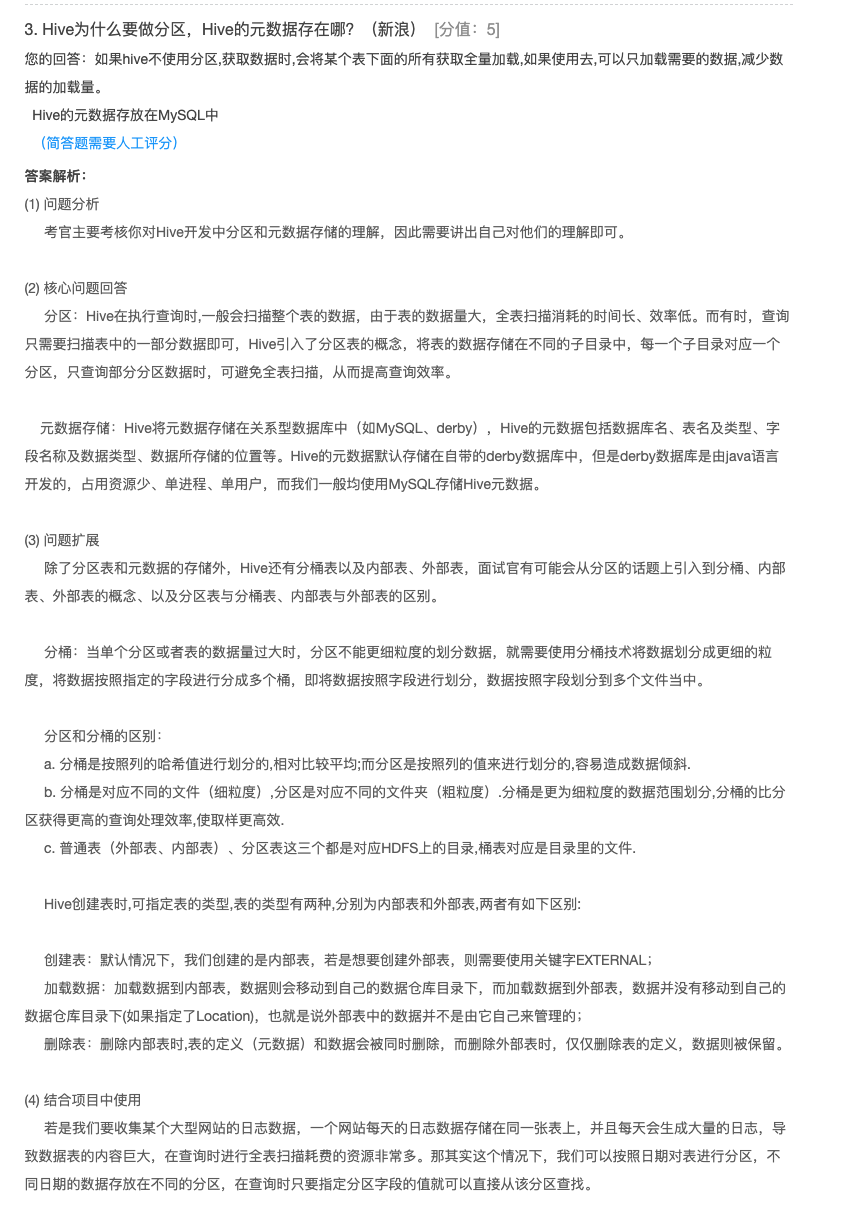 3. Hive为什么要做分区，Hive的元数据存在哪？（新浪） [分值：5]
您的回答：如果hive不使用分区,获取数据时,会将某个表下面的所有获取全量加载,如果使用去,可以只加载需要的数据,减少数
据的加载量。
Hive的元数据存放在MySQL中
（简答题需要人工评分）
答案解析：
(1) 问题分析
考官主要考核你对Hive开发中分区和元数据存储的理解，因此需要讲出自己对他们的理解即可。
(2) 核心问题回答
分区：Hive在执行查询时,一般会扫描整个表的数据，由于表的数据量大，全表扫描消耗的时间长、效率低。而有时，查询
只需要扫描表中的一部分数据即可，Hive引入了分区表的概念，将表的数据存储在不同的子目录中，每一个子目录对应一个
分区，只查询部分分区数据时，可避免全表扫描，从而提高查询效率。
元数据存储：Hive将元数据存储在关系型数据库中（如MySQL、derby），Hive的元数据包括数据库名、表名及类型、字
段名称及数据类型、数据所存储的位置等。Hive的元数据默认存储在自带的derby数据库中，但是derby数据库是由java语言
开发的，占用资源少、单进程、单用户，而我们一般均使用MySQL存储Hive元数据。
(3) 问题扩展
除了分区表和元数据的存储外，Hive还有分桶表以及内部表、外部表，面试官有可能会从分区的话题上引入到分桶、内部
表、外部表的概念、以及分区表与分桶表、内部表与外部表的区别。
分桶：当单个分区或者表的数据量过大时，分区不能更细粒度的划分数据，就需要使用分桶技术将数据划分成更细的粒
度，将数据按照指定的字段进行分成多个桶，即将数据按照字段进行划分，数据按照字段划分到多个文件当中。
分区和分桶的区别：
a. 分桶是按照列的哈希值进行划分的,相对比较平均;而分区是按照列的值来进行划分的,容易造成数据倾斜.
b. 分桶是对应不同的文件（细粒度）,分区是对应不同的文件夹（粗粒度）.分桶是更为细粒度的数据范围划分,分桶的比分
区获得更高的查询处理效率,使取样更高效.
c. 普通表（外部表、内部表）、分区表这三个都是对应HDFS上的目录,桶表对应是目录里的文件.
Hive创建表时,可指定表的类型,表的类型有两种,分别为内部表和外部表,两者有如下区别:
创建表：默认情况下，我们创建的是内部表，若是想要创建外部表，则需要使用关键字EXTERNAL；
加载数据：加载数据到内部表，数据则会移动到自己的数据仓库目录下，而加载数据到外部表，数据并没有移动到自己的
数据仓库目录下(如果指定了Location)，也就是说外部表中的数据并不是由它自己来管理的；
删除表：删除内部表时,表的定义（元数据）和数据会被同时删除，而删除外部表时，仅仅删除表的定义，数据则被保留。
(4) 结合项目中使用
若是我们要收集某个大型网站的日志数据，一个网站每天的日志数据存储在同一张表上，并且每天会生成大量的日志，导
致数据表的内容巨大，在查询时进行全表扫描耗费的资源非常多。那其实这个情况下，我们可以按照日期对表进行分区，不
同日期的数据存放在不同的分区，在查询时只要指定分区字段的值就可以直接从该分区查找。